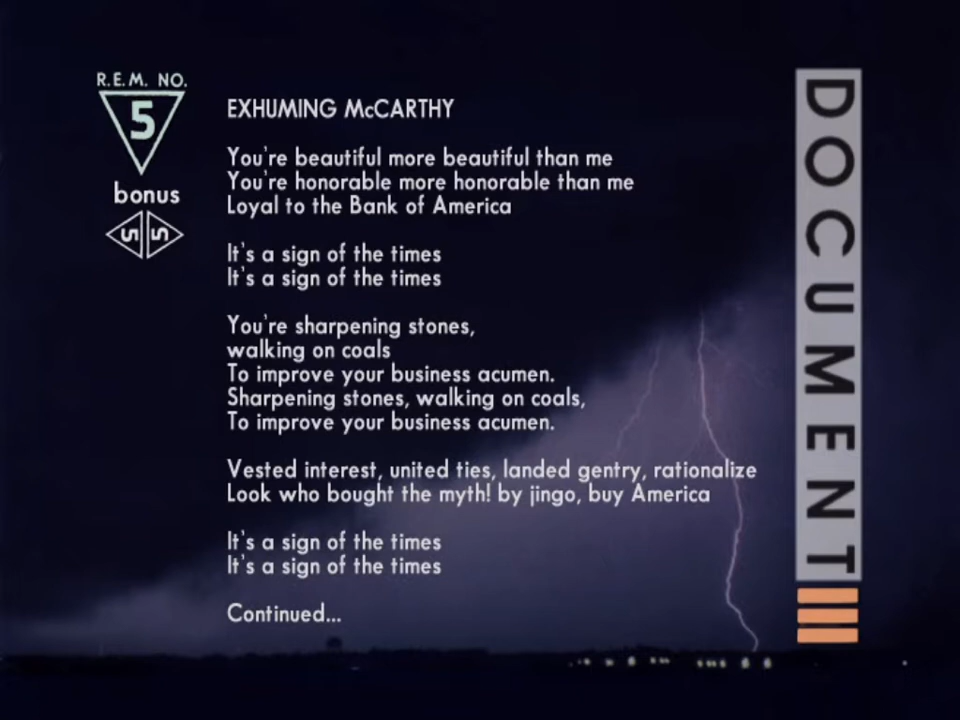 R.E.M. NO.
5
bonus
5 5
EXHUMING McCARTHY
You're beautiful more beautiful than me
You're honorable more honorable than me
Loyal to the Bank of America
It's a sign of the times
It's a sign of the times
You're sharpening stones,
walking on coals
To improve your business acumen.
Sharpening stones, walking on coals,
To improve your business acumen.
Vested interest, united ties, landed gentry, rationalize
Look who bought the myth! by jingo, buy America
It's a sign of the times
It's a sign of the times
Continued...
DOCUMENT